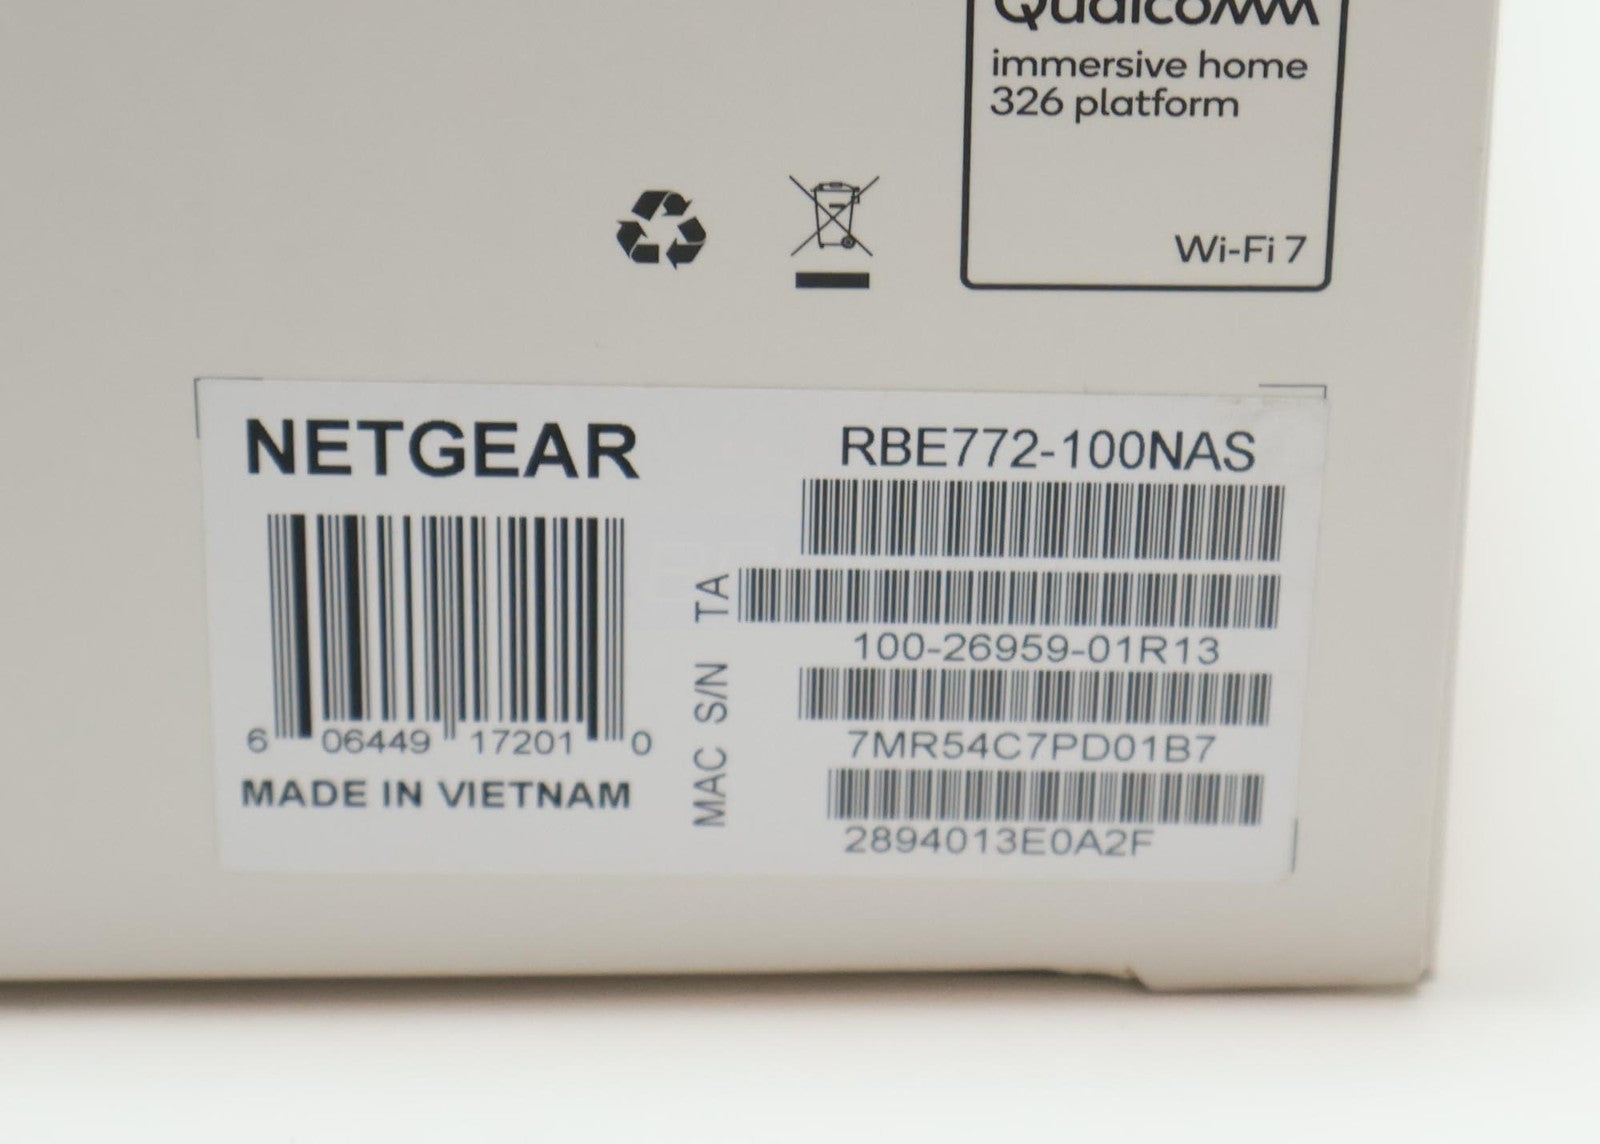 Qualcomm
immersive home
326 platform
Wi-Fi 7
NETGEAR
RBE772-100NAS
TA
100-26959-01R13
S/N
7MR54C7PD01B7
MAC
2894013E0A2F
6 06449 17201 0
MADE IN VIETNAM